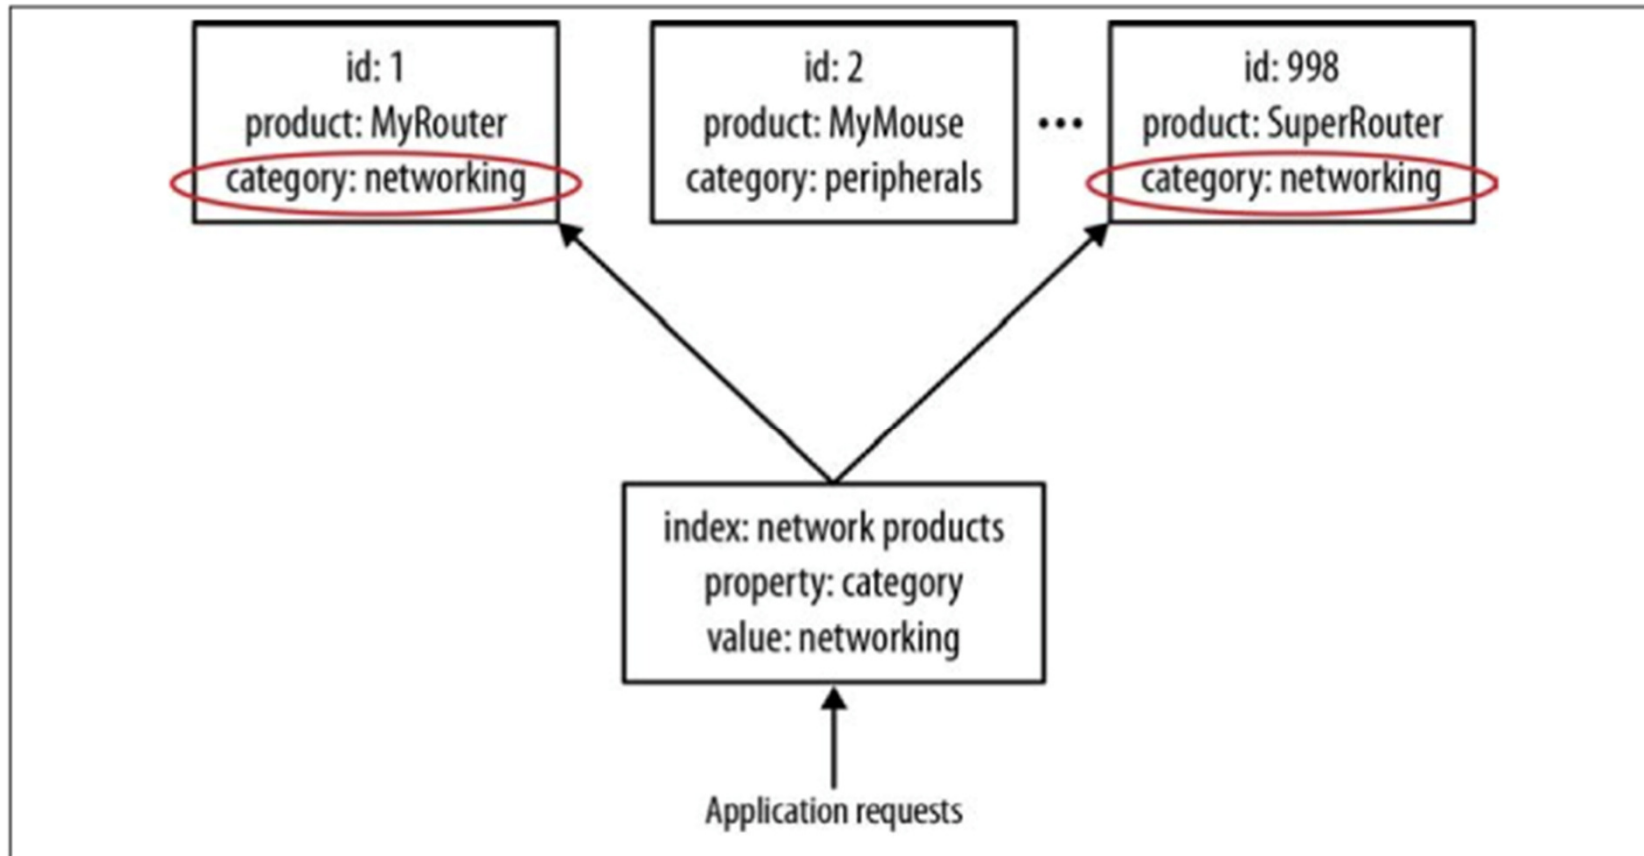 id: 1
product: MyRouter
category: networking
id: 2
product: MyMouse
category: peripherals
...
id: 998
product: SuperRouter
category: networking
index: network products
property: category
value: networking
Application requests